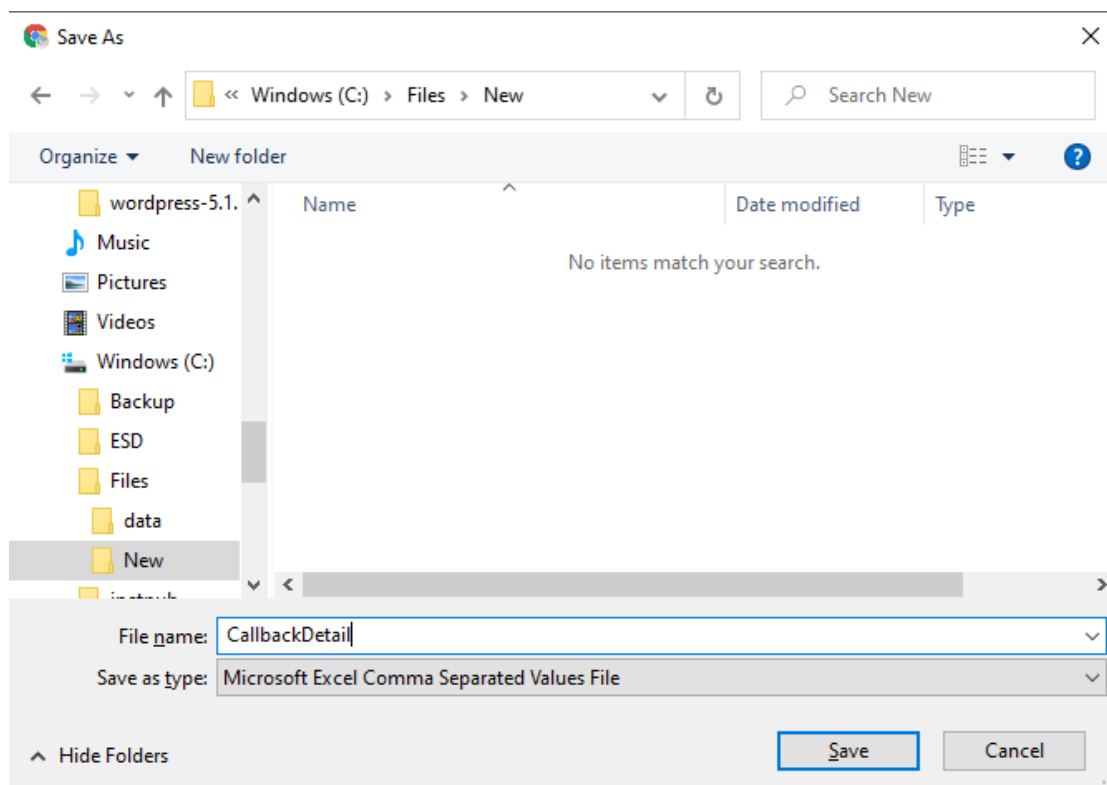 Save As
« Windows (C:) › Files › New
Search New
Organize
New folder
?
Name
Date modified
Type
No items match your search.
wordpress-5.1.
Music
Pictures
Videos
Windows (C:)
Backup
ESD
Files
data
New
File name: CallbackDetail
Save as type: Microsoft Excel Comma Separated Values File
Hide Folders
Save
Cancel